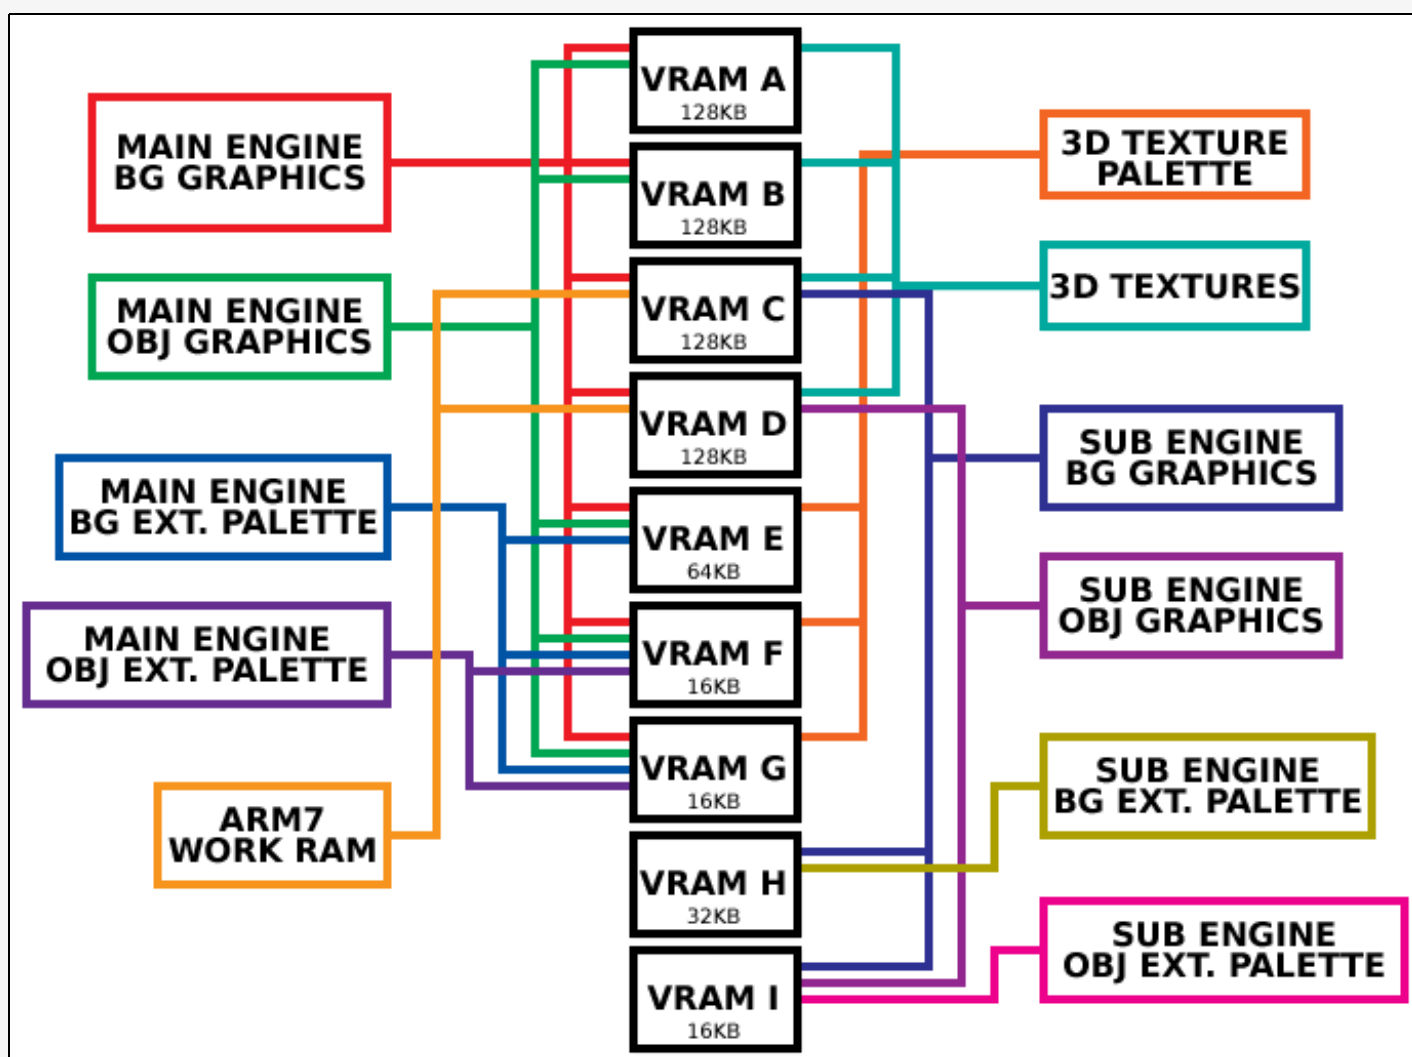 MAIN ENGINE
BG GRAPHICS
MAIN ENGINE
OBJ GRAPHICS
MAIN ENGINE
BG EXT. PALETTE
MAIN ENGINE
OBJ EXT. PALETTE
ARM7
WORK RAM
VRAM A
128KB
VRAM B
128KB
VRAM C
128KB
VRAM D
128KB
VRAM E
64KB
VRAM F
16KB
VRAM G
16KB
VRAM H
32KB
VRAM I
16KB
3D TEXTURE
PALETTE
3D TEXTURES
SUB ENGINE
BG GRAPHICS
SUB ENGINE
OBJ GRAPHICS
SUB ENGINE
BG EXT. PALETTE
SUB ENGINE
OBJ EXT. PALETTE